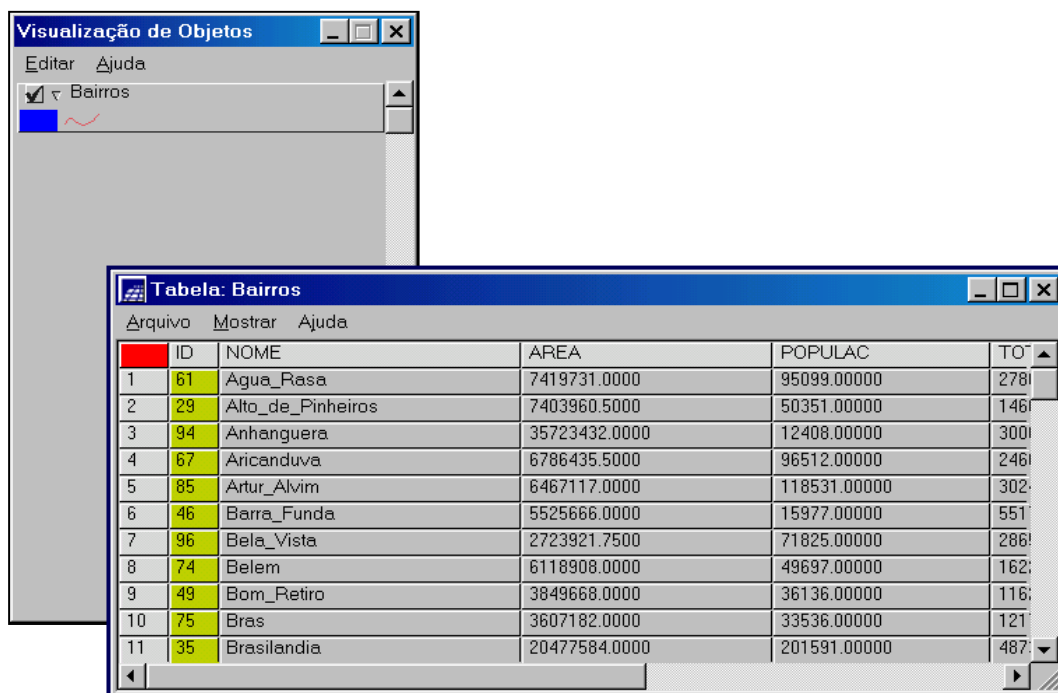 Visualização de Objetos
Editar Ajuda
Bairros
Tabela: Bairros
Arquivo Mostrar Ajuda
ID NOME AREA POPULAC
1 61 Agua_Rasa 7419731.0000 95099.00000
2 29 Alto_de_Pinheiros 7403960.5000 50351.00000
3 94 Anhanguera 35723432.0000 12408.00000
4 67 Aricanduva 6786435.5000 96512.00000
5 85 Artur_Alvim 6467117.0000 118531.00000
6 46 Barra_Funda 5525666.0000 15977.00000
7 96 Bela_Vista 2723921.7500 71825.00000
8 74 Belem 6118908.0000 49697.00000
9 49 Bom_Retiro 3849668.0000 36136.00000
10 75 Bras 3607182.0000 33536.00000
11 35 Brasilandia 20477584.0000 201591.00000